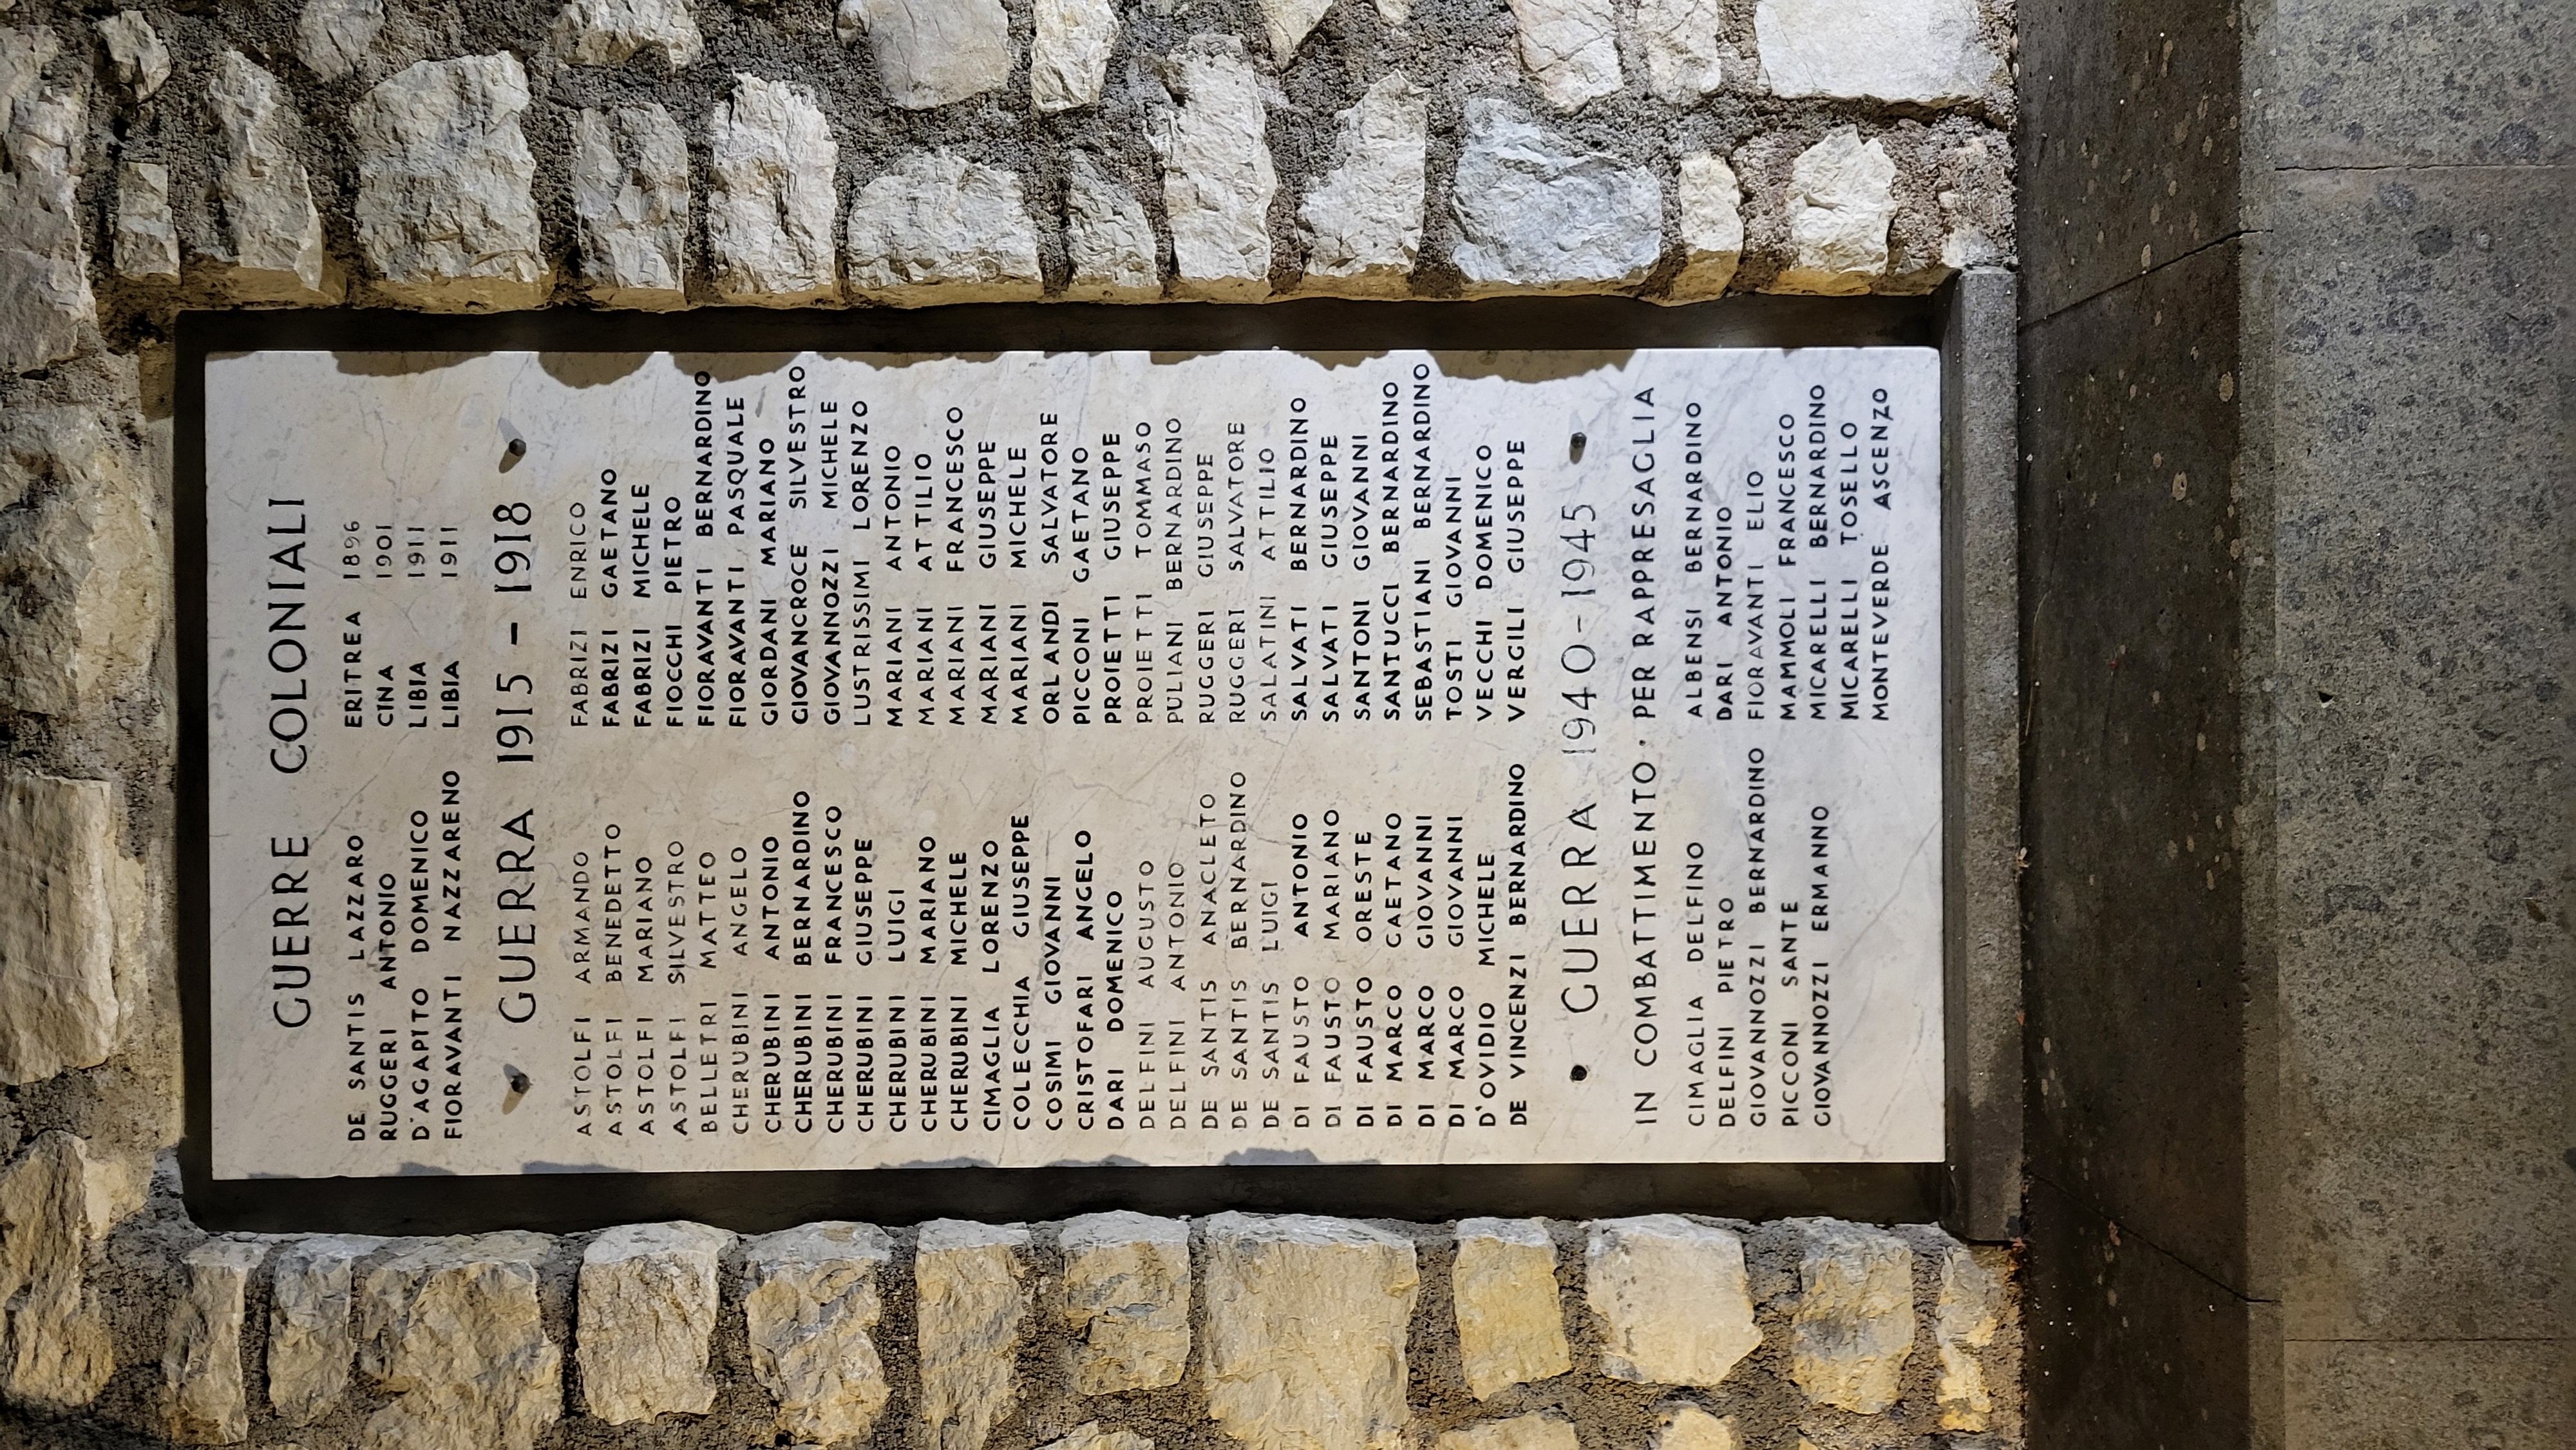 GUERRE COLONIALI
DE SANTIS LAZZARO ERITREA 1896
RUGGERI ANTONIO CINA 1901
D'AGAPITO DOMENICO LIBIA 1911
FIORAVANTI NAZZARENO LIBIA 1911
GUERRA 1915 - 1918
ASTOLFI ARMANDO
ASTOLFI BENEDETTO
ASTOLFI MARIANO
ASTOLFI SILVESTRO
BELLETRI MATTEO
CHERUBINI ANGELO
CHERUBINI ANTONIO
CHERUBINI BERNARDINO
CHERUBINI FRANCESCO
CHERUBINI GIUSEPPE
CHERUBINI LUIGI
CHERUBINI MARIANO
CHERUBINI MICHELE
CIMAGLIA LORENZO
COLECCHIA GIUSEPPE
COSIMI GIOVANNI
CRISTOFARI ANGELO
DARI DOMENICO
DELFINI AUGUSTO
DELFINI ANTONIO
DE SANTIS ANACLETO
DE SANTIS BERNARDINO
DE SANTIS LUIGI
DI FAUSTO ANTONIO
DI FAUSTO MARIANO
DI FAUSTO ORESTE
DI MARCO GAETANO
DI MARCO GIOVANNI
DI MARCO GIOVANNI
D'OVIDIO MICHELE
DE VINCENZI BERNARDINO
FABRIZI ENRICO
FABRIZI GAETANO
FABRIZI MICHELE
FIOCCHI PIETRO
FIORAVANTI BERNARDINO
FIORAVANTI PASQUALE
GIORDANI MARIANO
GIOVANCROCE SILVESTRO
GIOVANNOZZI MICHELE
LUSTRISSIMI LORENZO
MARIANI ANTONIO
MARIANI ATTILIO
MARIANI FRANCESCO
MARIANI GIUSEPPE
MARIANI MICHELE
ORLANDI SALVATORE
PICCONI GAETANO
PROIETTI GIUSEPPE
PROIETTI TOMMASO
PULIANI BERNARDINO
RUGGERI GIUSEPPE
RUGGERI SALVATORE
SALATINI ATTILIO
SALVATI BERNARDINO
SALVATI GIUSEPPE
SANTONI GIOVANNI
SANTUCCI BERNARDINO
SEBASTIANI BERNARDINO
TOSTI GIOVANNI
VECCHI DOMENICO
VERGILI GIUSEPPE
GUERRA 1940-1945
IN COMBATTIMENTO · PER RAPPRESAGLIA
CIMAGLIA DELFINO
DELFINI PIETRO
GIOVANNOZZI BERNARDINO
PICCONI SANTE
GIOVANNOZZI ERMANNO
ALBENSI BERNARDINO
DARI ANTONIO
FIORAVANTI ELIO
MAMMOLI FRANCESCO
MICARELLI BERNARDINO
MICARELLI TOSELLO
MONTEVERDE ASCENZO